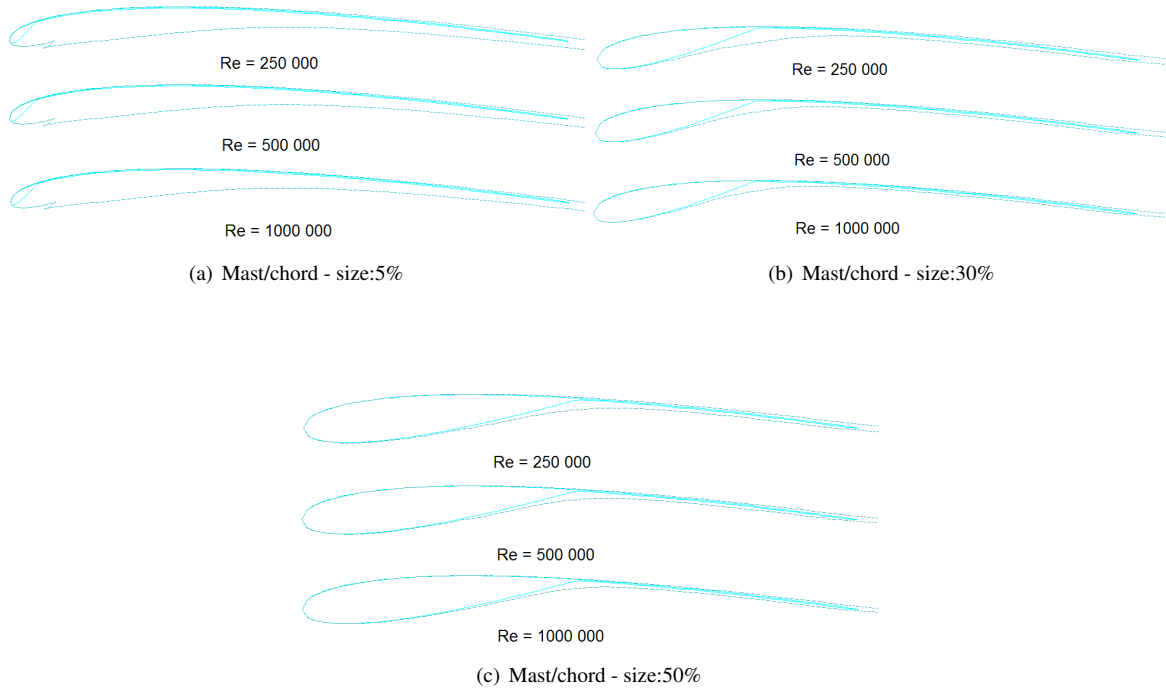 Re = 250 000
Re = 500 000
Re = 1000 000
(a) Mast/chord - size:5%
Re = 250 000
Re = 500 000
Re = 1000 000
(b) Mast/chord - size:30%
Re = 250 000
Re = 500 000
Re = 1000 000
(c) Mast/chord - size:50%